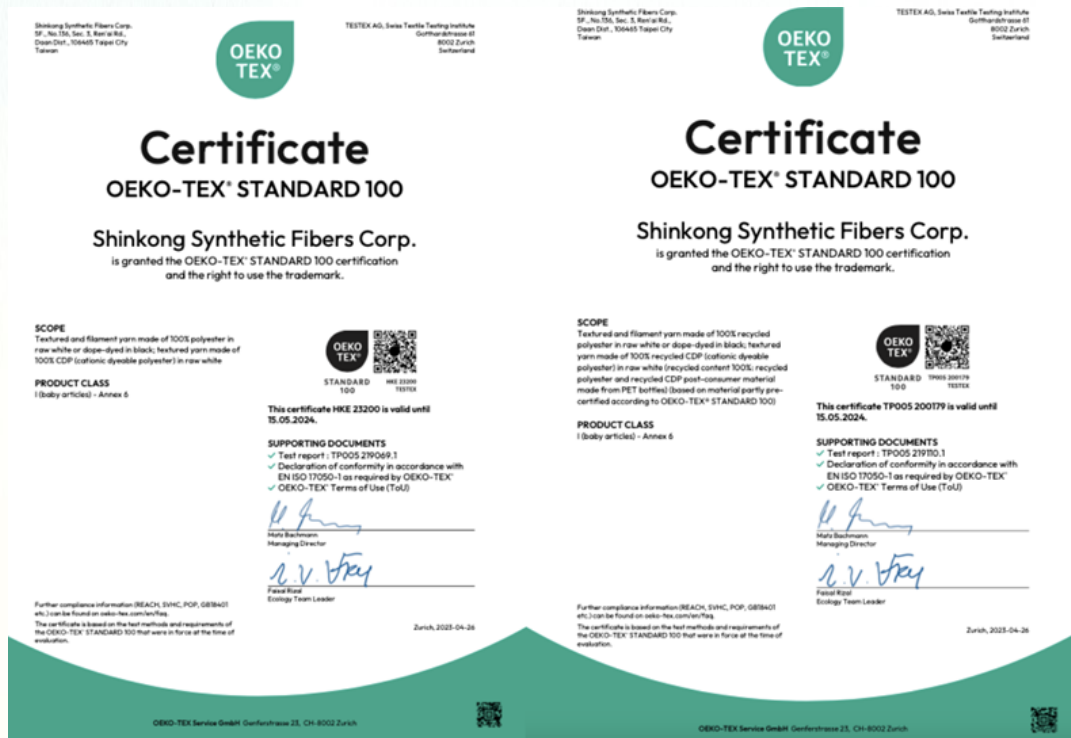 Shinkong Synthetic Fibers Corp.
5F., No.136, Sec. 3, Ren'ai Rd.,
Daan Dist., 106465 Taipei City
Taiwan
OEKO
TEX®
TESTEX AG, Swiss Textile Testing Institute
Gotthardstrasse 61
8002 Zurich
Switzerland
Certificate
OEKO-TEX® STANDARD 100
Shinkong Synthetic Fibers Corp.
is granted the OEKO-TEX® STANDARD 100 certification
and the right to use the trademark.
SCOPE
Textured and filament yarn made of 100% polyester in
raw white or dope-dyed in black; textured yarn made of
100% CDP (cationic dyeable polyester) in raw white
PRODUCT CLASS
I (baby articles) - Annex 6
OEKO
TEX®
STANDARD
100
HKE 23200
TESTEX
This certificate HKE 23200 is valid until
15.05.2024.
SUPPORTING DOCUMENTS
✓ Test report : TP005 219069.1
✓ Declaration of conformity in accordance with
EN ISO 17050-1 as required by OEKO-TEX®
✓ OEKO-TEX® Terms of Use (ToU)
Matz Bachmann
Managing Director
Faisal Rizal
Ecology Team Leader
Further compliance information (REACH, SVHC, POP, GB18401
etc.) can be found on oeko-tex.com/en/faq.
The certificate is based on the test methods and requirements of
the OEKO-TEX® STANDARD 100 that were in force at the time of
evaluation.
Zurich, 2023-04-26
OEKO-TEX Service GmbH Genferstrasse 23, CH-8002 Zurich
Shinkong Synthetic Fibers Corp.
5F., No.136, Sec. 3, Ren'ai Rd.,
Daan Dist., 106465 Taipei City
Taiwan
OEKO
TEX®
TESTEX AG, Swiss Textile Testing Institute
Gotthardstrasse 61
8002 Zurich
Switzerland
Certificate
OEKO-TEX® STANDARD 100
Shinkong Synthetic Fibers Corp.
is granted the OEKO-TEX® STANDARD 100 certification
and the right to use the trademark.
SCOPE
Textured and filament yarn made of 100% recycled
polyester in raw white or dope-dyed in black; textured
yarn made of 100% recycled CDP (cationic dyeable
polyester) in raw white (recycled content 100%: recycled
polyester and recycled CDP post-consumer material
made from PET bottles) (based on material partly pre-
certified according to OEKO-TEX® STANDARD 100)
PRODUCT CLASS
I (baby articles) - Annex 6
OEKO
TEX®
STANDARD
100
TP005 200179
TESTEX
This certificate TP005 200179 is valid until
15.05.2024.
SUPPORTING DOCUMENTS
✓ Test report : TP005 219110.1
✓ Declaration of conformity in accordance with
EN ISO 17050-1 as required by OEKO-TEX®
✓ OEKO-TEX® Terms of Use (ToU)
Matz Bachmann
Managing Director
Faisal Rizal
Ecology Team Leader
Further compliance information (REACH, SVHC, POP, GB18401
etc.) can be found on oeko-tex.com/en/faq.
The certificate is based on the test methods and requirements of
the OEKO-TEX® STANDARD 100 that were in force at the time of
evaluation.
Zurich, 2023-04-26
OEKO-TEX Service GmbH Genferstrasse 23, CH-8002 Zurich